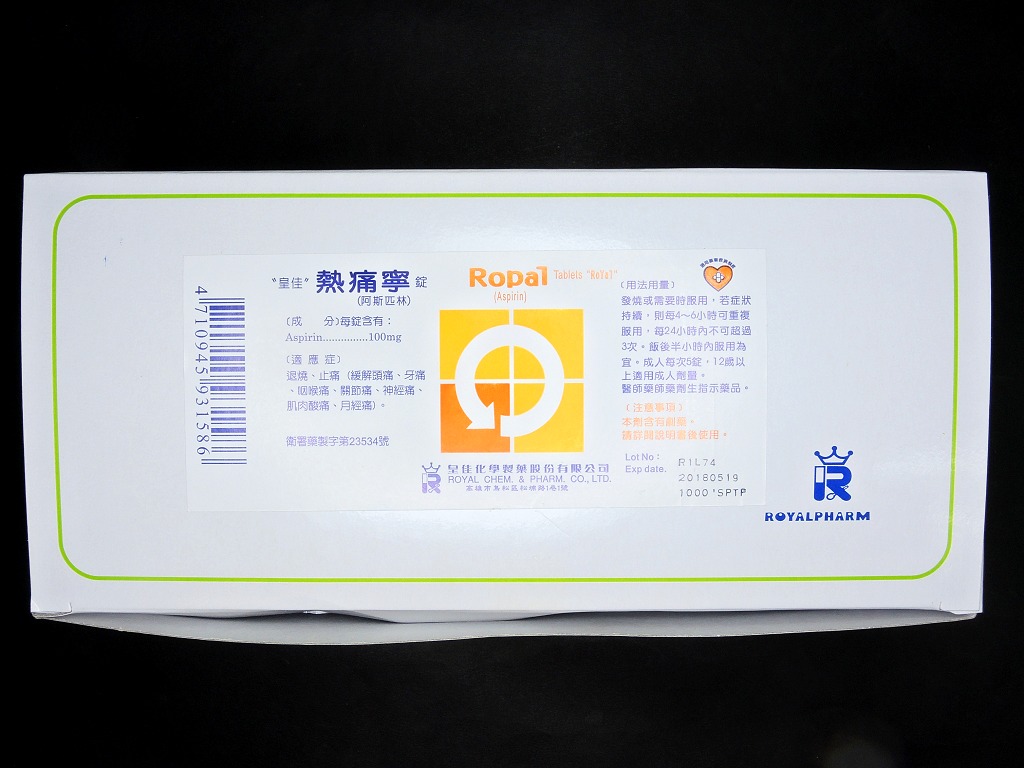 4 710945 931586
"皇佳" 熱痛寧 錠
(阿斯匹林)
(成 分)每錠含有：
Aspirin...............100mg
(適 應 症)
退燒、止痛（緩解頭痛、牙痛
、咽喉痛、關節痛、神經痛、
肌肉酸痛、月經痛）。
衛署藥製字第23534號
Ropal Tablets "Royal"
(Aspirin)
皇佳化學製藥股份有限公司
ROYAL CHEM. & PHARM. CO., LTD.
(用法用量)
發燒或需要時服用，若症狀
持續，則每4～6小時可重複
服用，每24小時內不可超過
3次。飯後半小時內服用為
宜。成人每次5錠，12歲以
上適用成人劑量。
醫師藥師藥劑生指示藥品。
(注意事項)
本劑含有劇藥。
請詳閱說明書後使用。
Lot No： R1L74
Exp date. 20180519
1000'SPTP
ROYALPHARM